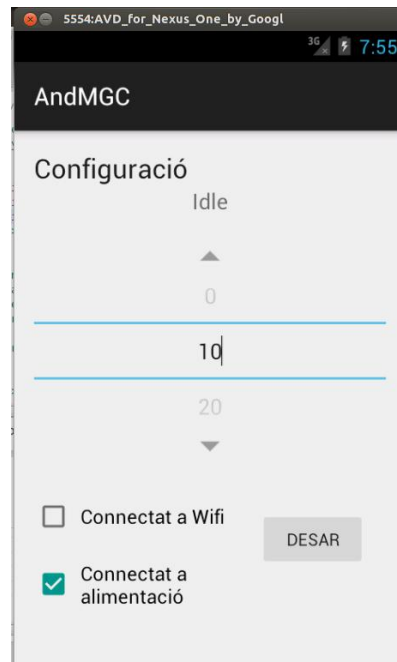 5554:AVD_for_Nexus_One_by_Googl
3G 7:55
AndMGC
Configuració
Idle
0
10
20
Connectat a Wifi
DESAR
Connectat a
alimentació